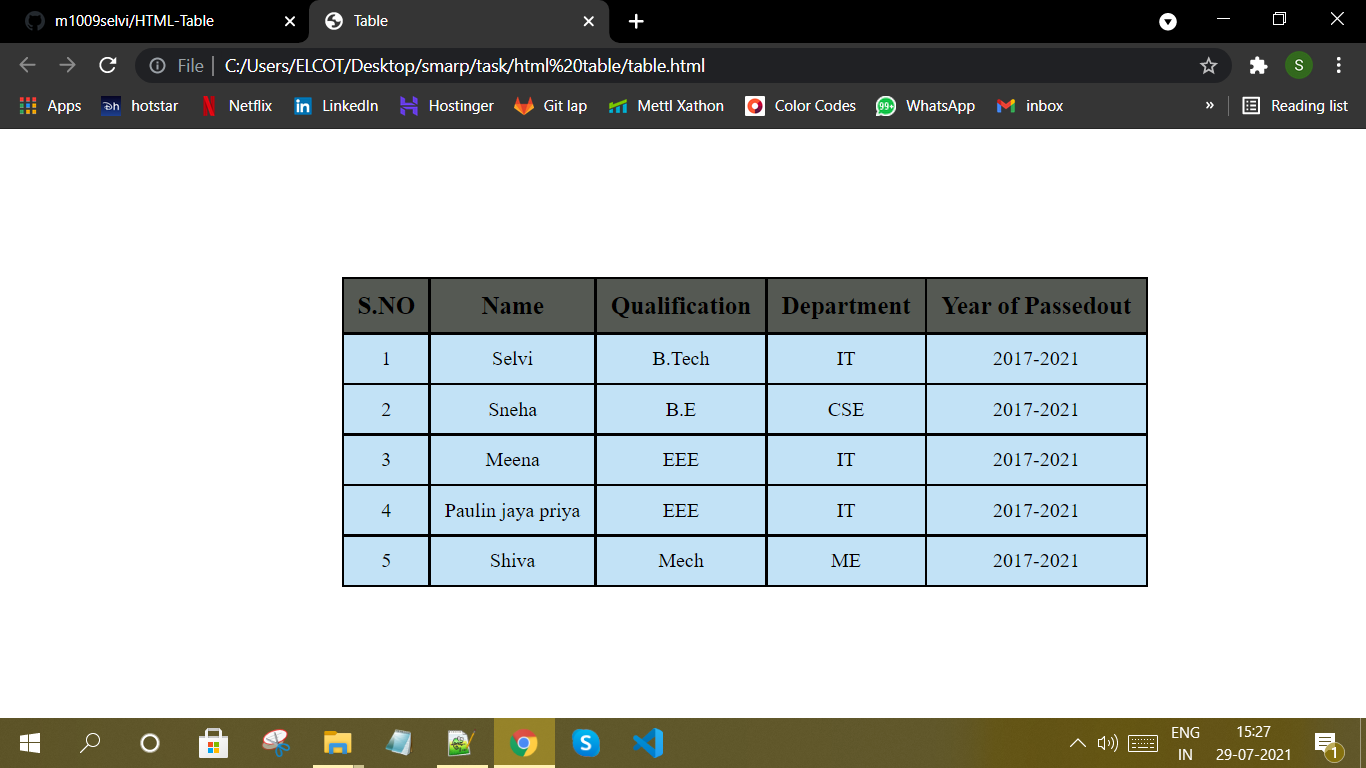 m1009selvi/HTML-Table
Table
File | C:/Users/ELCOT/Desktop/smarp/task/html%20table/table.html
S
Apps hotstar Netflix LinkedIn Hostinger Git lap Mettl Xathon Color Codes 99+ WhatsApp inbox » Reading list
S.NO Name Qualification Department Year of Passedout
1 Selvi B.Tech IT 2017-2021
2 Sneha B.E CSE 2017-2021
3 Meena EEE IT 2017-2021
4 Paulin jaya priya EEE IT 2017-2021
5 Shiva Mech ME 2017-2021
ENG 15:27
IN 29-07-2021 1